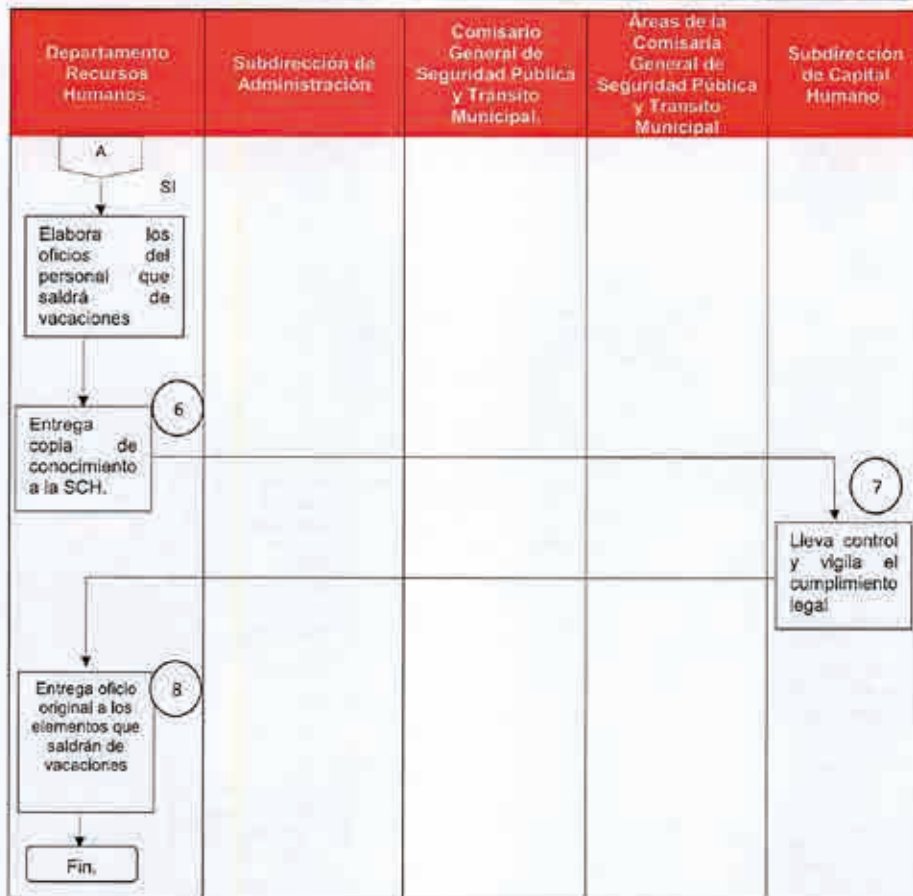 Departamento
Recursos
Humanos.
Subdirección de
Administración
Comisario
General de
Seguridad Pública
y Transito
Municipal.
Áreas de la
Comisaría
General de
Seguridad Pública
y Transito
Municipal
Subdirección
de Capital
Humano
A
SI
Elabora los
oficios del
personal que
saldrá de
vacaciones
6
Entrega
copia de
conocimiento
a la SCH.
7
Lleva control
y vigila el
cumplimiento
legal
8
Entrega oficio
original a los
elementos que
saldrán de
vacaciones
Fin.